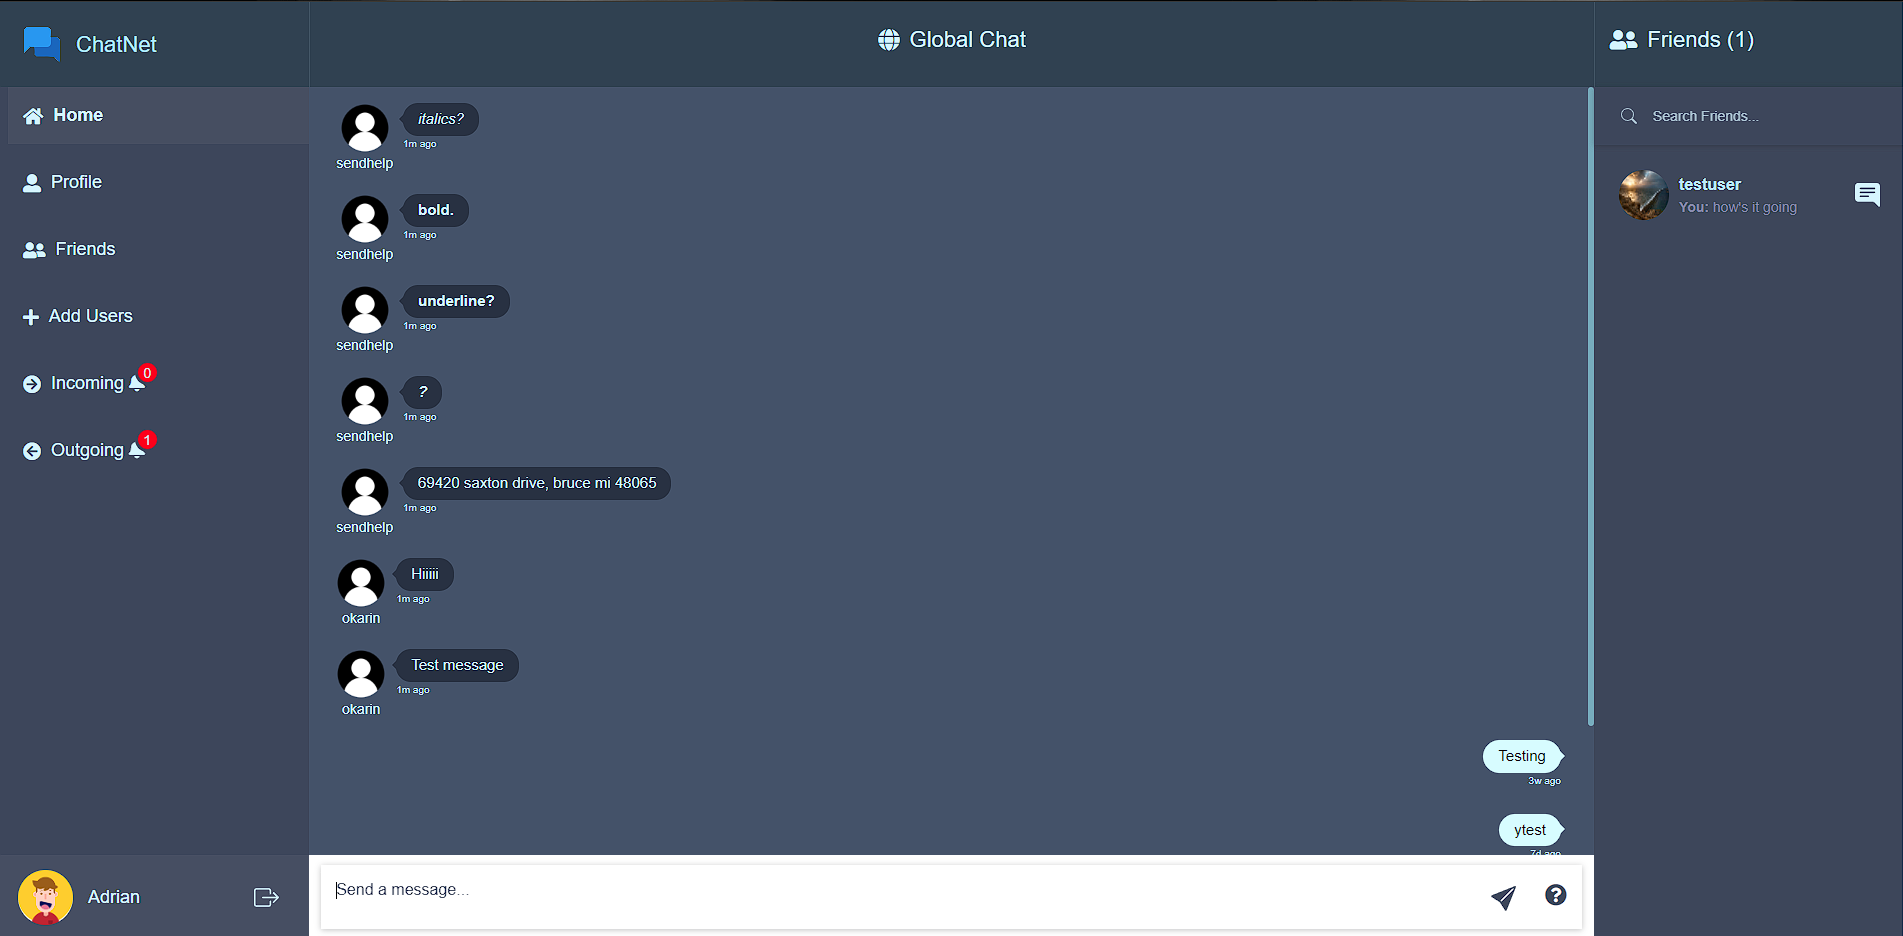 ChatNet
Home
Profile
Friends
Add Users
Incoming 0
Outgoing 1
Adrian
Global Chat
italics?
1m ago
sendhelp
bold.
1m ago
sendhelp
underline?
1m ago
sendhelp
?
1m ago
sendhelp
69420 saxton drive, bruce mi 48065
1m ago
sendhelp
Hiiiii
1m ago
okarin
Test message
1m ago
okarin
Testing
3w ago
ytest
7d ago
Send a message...
Friends (1)
Search Friends...
testuser
You: how's it going